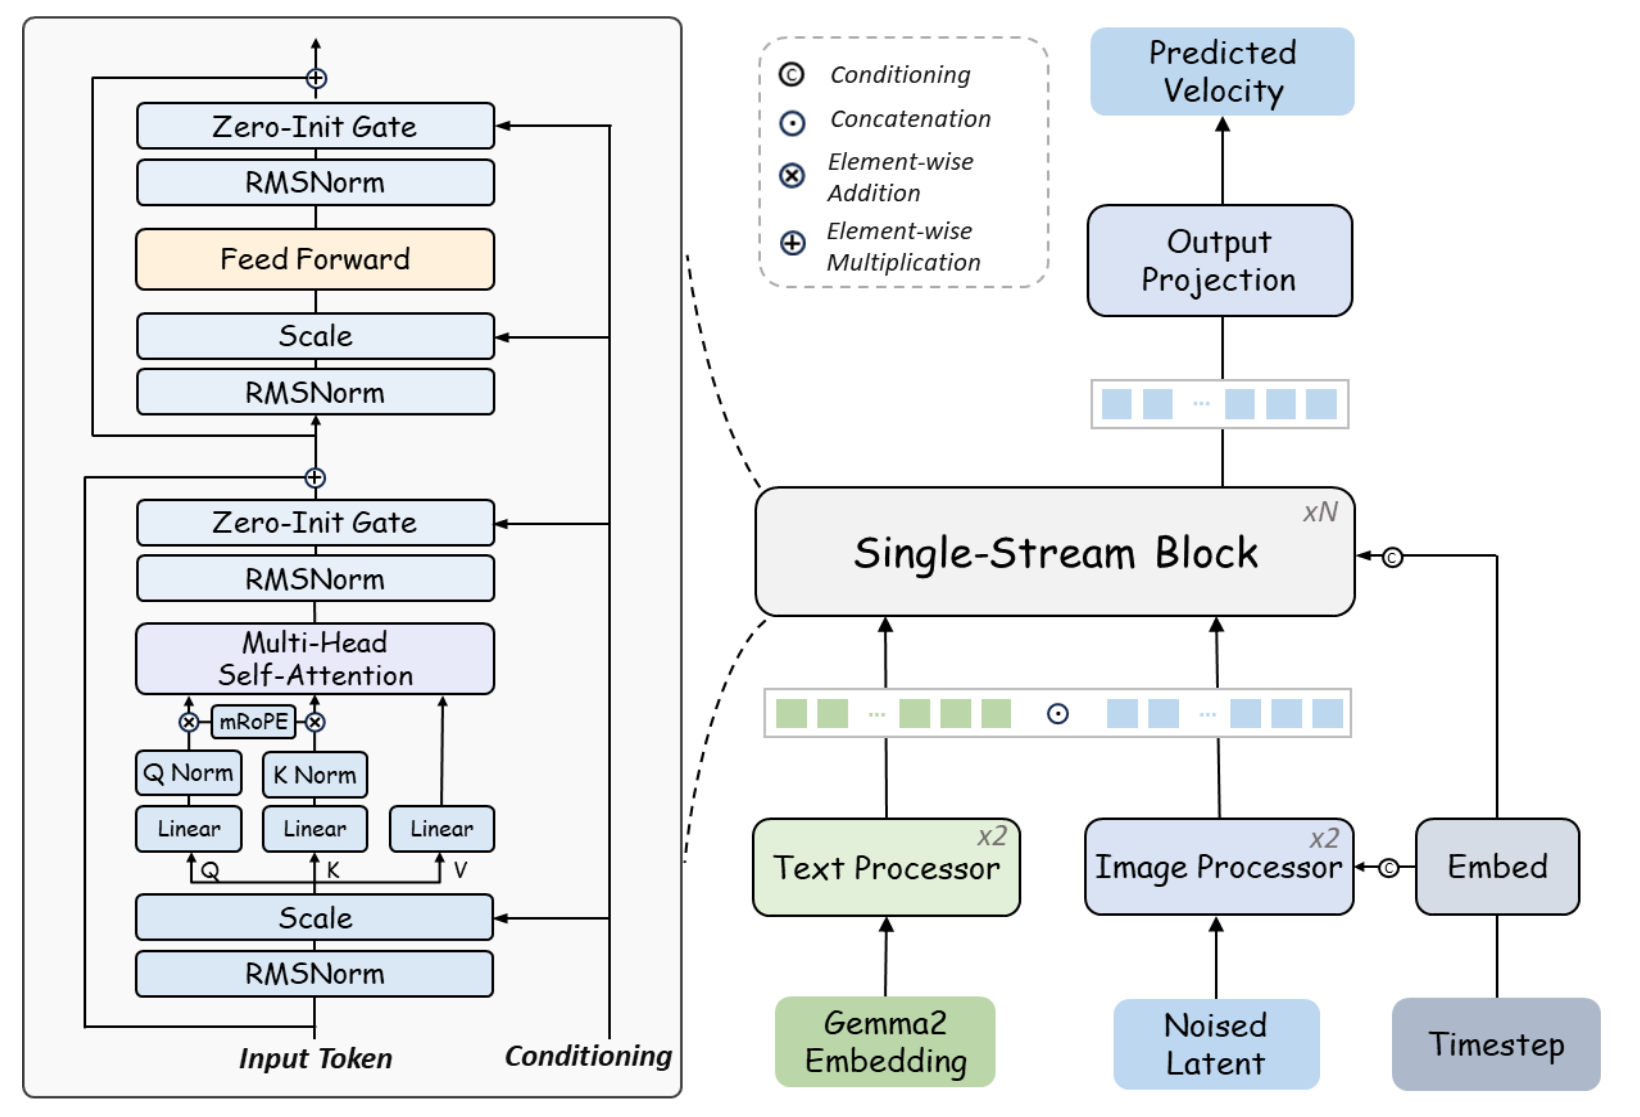 Zero-Init Gate
RMSNorm
Feed Forward
Scale
RMSNorm
Zero-Init Gate
RMSNorm
Multi-Head
Self-Attention
mRoPE
Q Norm
K Norm
Linear
Linear
Linear
Q
K
V
Scale
RMSNorm
Input Token
Conditioning
C
Conditioning
Concatenation
Element-wise
Addition
Element-wise
Multiplication
Predicted
Velocity
Output
Projection
...
xN
Single-Stream Block
C
...
...
x2
Text Processor
x2
Image Processor
C
Embed
Gemma2
Embedding
Noised
Latent
Timestep